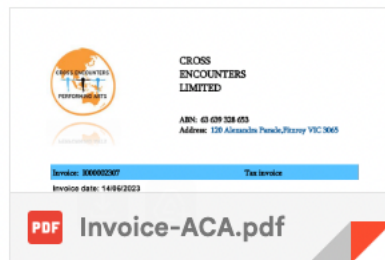 CROSS ENCOUNTERS
PERFORMING ARTS
CROSS
ENCOUNTERS
LIMITED
ABN: 63 639 328 653
Address: 120 Alexandra Parade,Fitzroy VIC 3065
Invoice: I000002307 Tax invoice
Invoice date: 14/06/2023
PDF Invoice-ACA.pdf